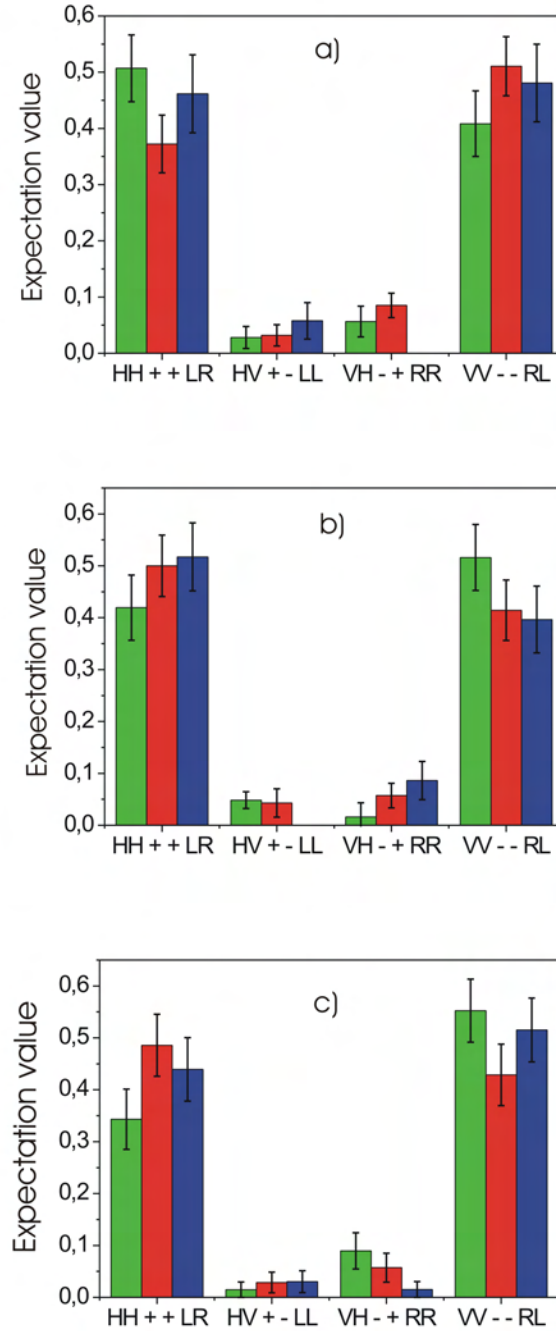 a)
Expectation value
0,6
0,5
0,4
0,3
0,2
0,1
0,0
HH + + LR HV + - LL VH - + RR VV - - RL
b)
Expectation value
0,6
0,5
0,4
0,3
0,2
0,1
0,0
HH + + LR HV + - LL VH - + RR VV - - RL
c)
Expectation value
0,6
0,5
0,4
0,3
0,2
0,1
0,0
HH + + LR HV + - LL VH - + RR VV - - RL